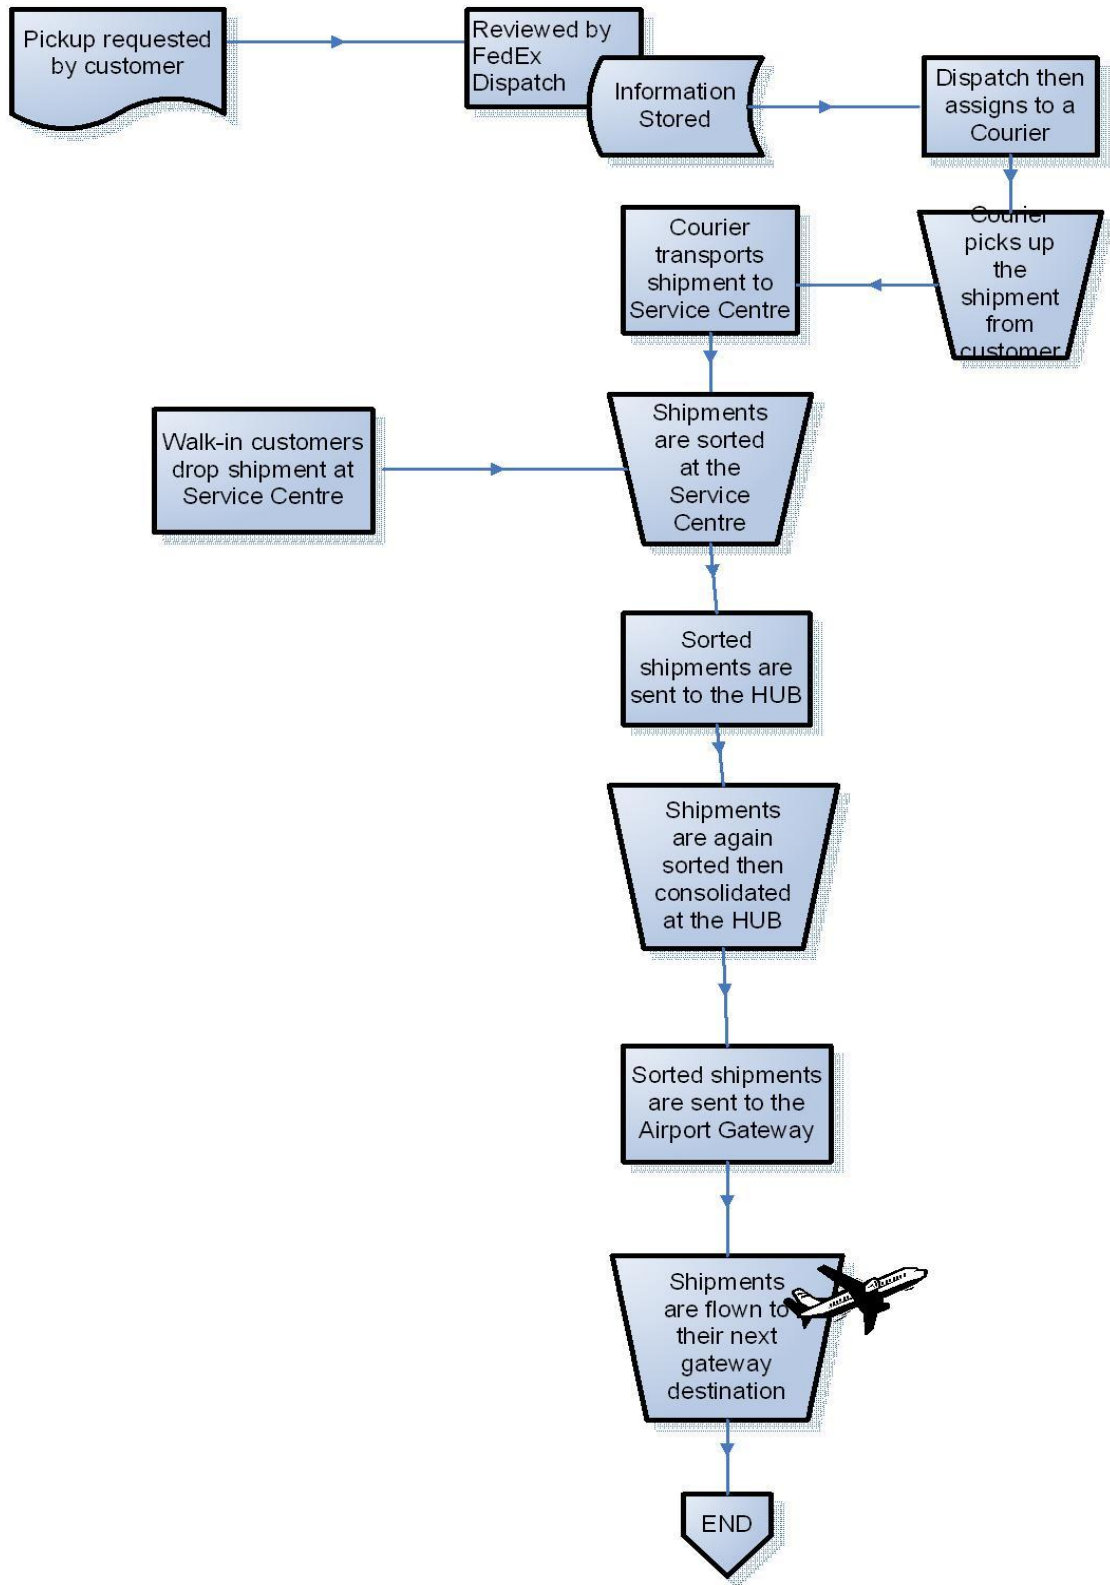 Pickup requested
by customer
Reviewed by
FedEx
Dispatch
Information
Stored
Dispatch then
assigns to a
Courier
Courier
picks up
the
shipment
from
customer
Courier
transports
shipment to
Service Centre
Walk-in customers
drop shipment at
Service Centre
Shipments
are sorted
at the
Service
Centre
Sorted
shipments are
sent to the HUB
Shipments
are again
sorted then
consolidated
at the HUB
Sorted shipments
are sent to the
Airport Gateway
Shipments
are flown to
their next
gateway
destination
END